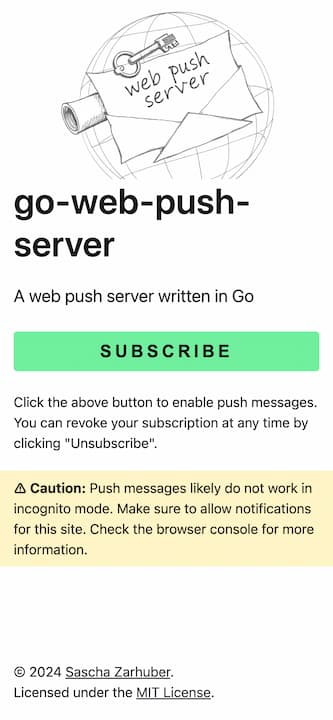 web push
server
go-web-push-
server
A web push server written in Go
SUBSCRIBE
Click the above button to enable push messages.
You can revoke your subscription at any time by
clicking "Unsubscribe".
⚠ Caution: Push messages likely do not work in
incognito mode. Make sure to allow notifications
for this site. Check the browser console for more
information.
© 2024 Sascha Zarhuber.
Licensed under the MIT License.